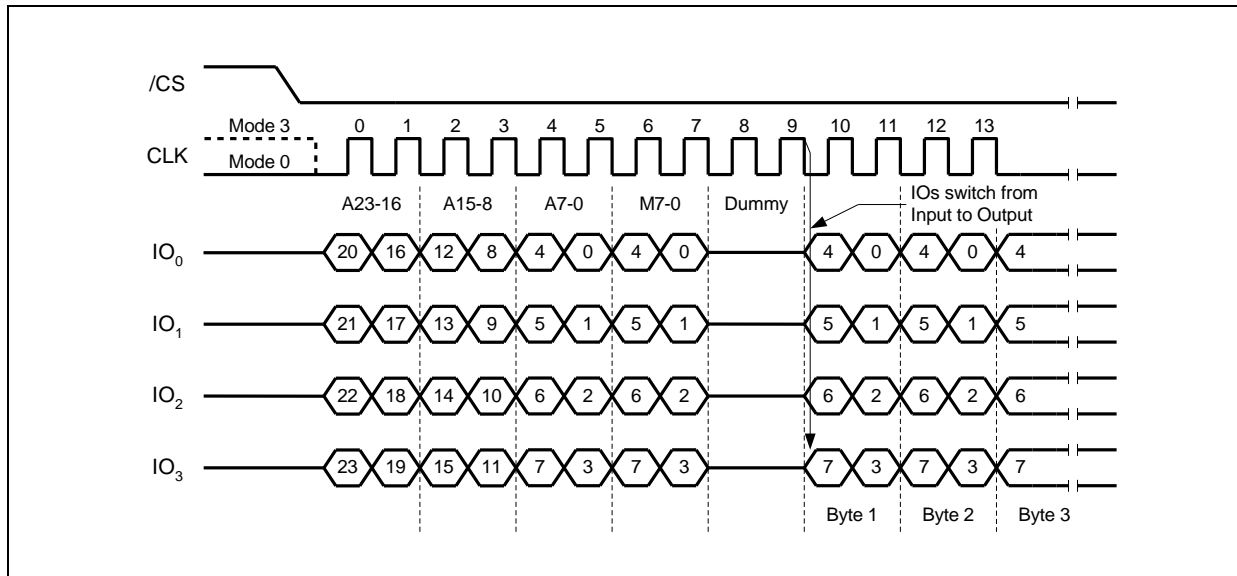 /CS
Mode 3 0 1 2 3 4 5 6 7 8 9 10 11 12 13
CLK
Mode 0
A23-16 A15-8 A7-0 M7-0 Dummy
IOs switch from
Input to Output
IO0 20 16 12 8 4 0 4 0 4 0 4 0 4
IO1 21 17 13 9 5 1 5 1 5 1 5 1 5
IO2 22 18 14 10 6 2 6 2 6 2 6 2 6
IO3 23 19 15 11 7 3 7 3 7 3 7 3 7
Byte 1 Byte 2 Byte 3